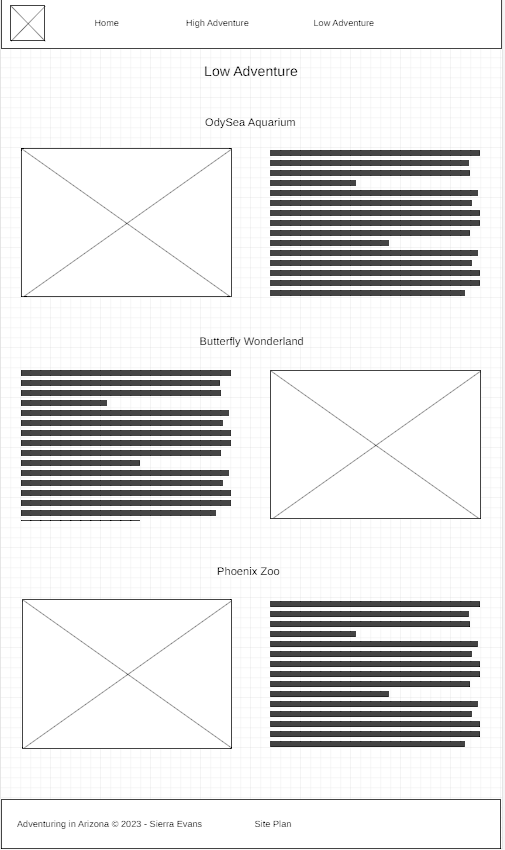 Home High Adventure Low Adventure
Low Adventure
OdySea Aquarium
Butterfly Wonderland
Phoenix Zoo
Adventuring in Arizona © 2023 - Sierra Evans Site Plan